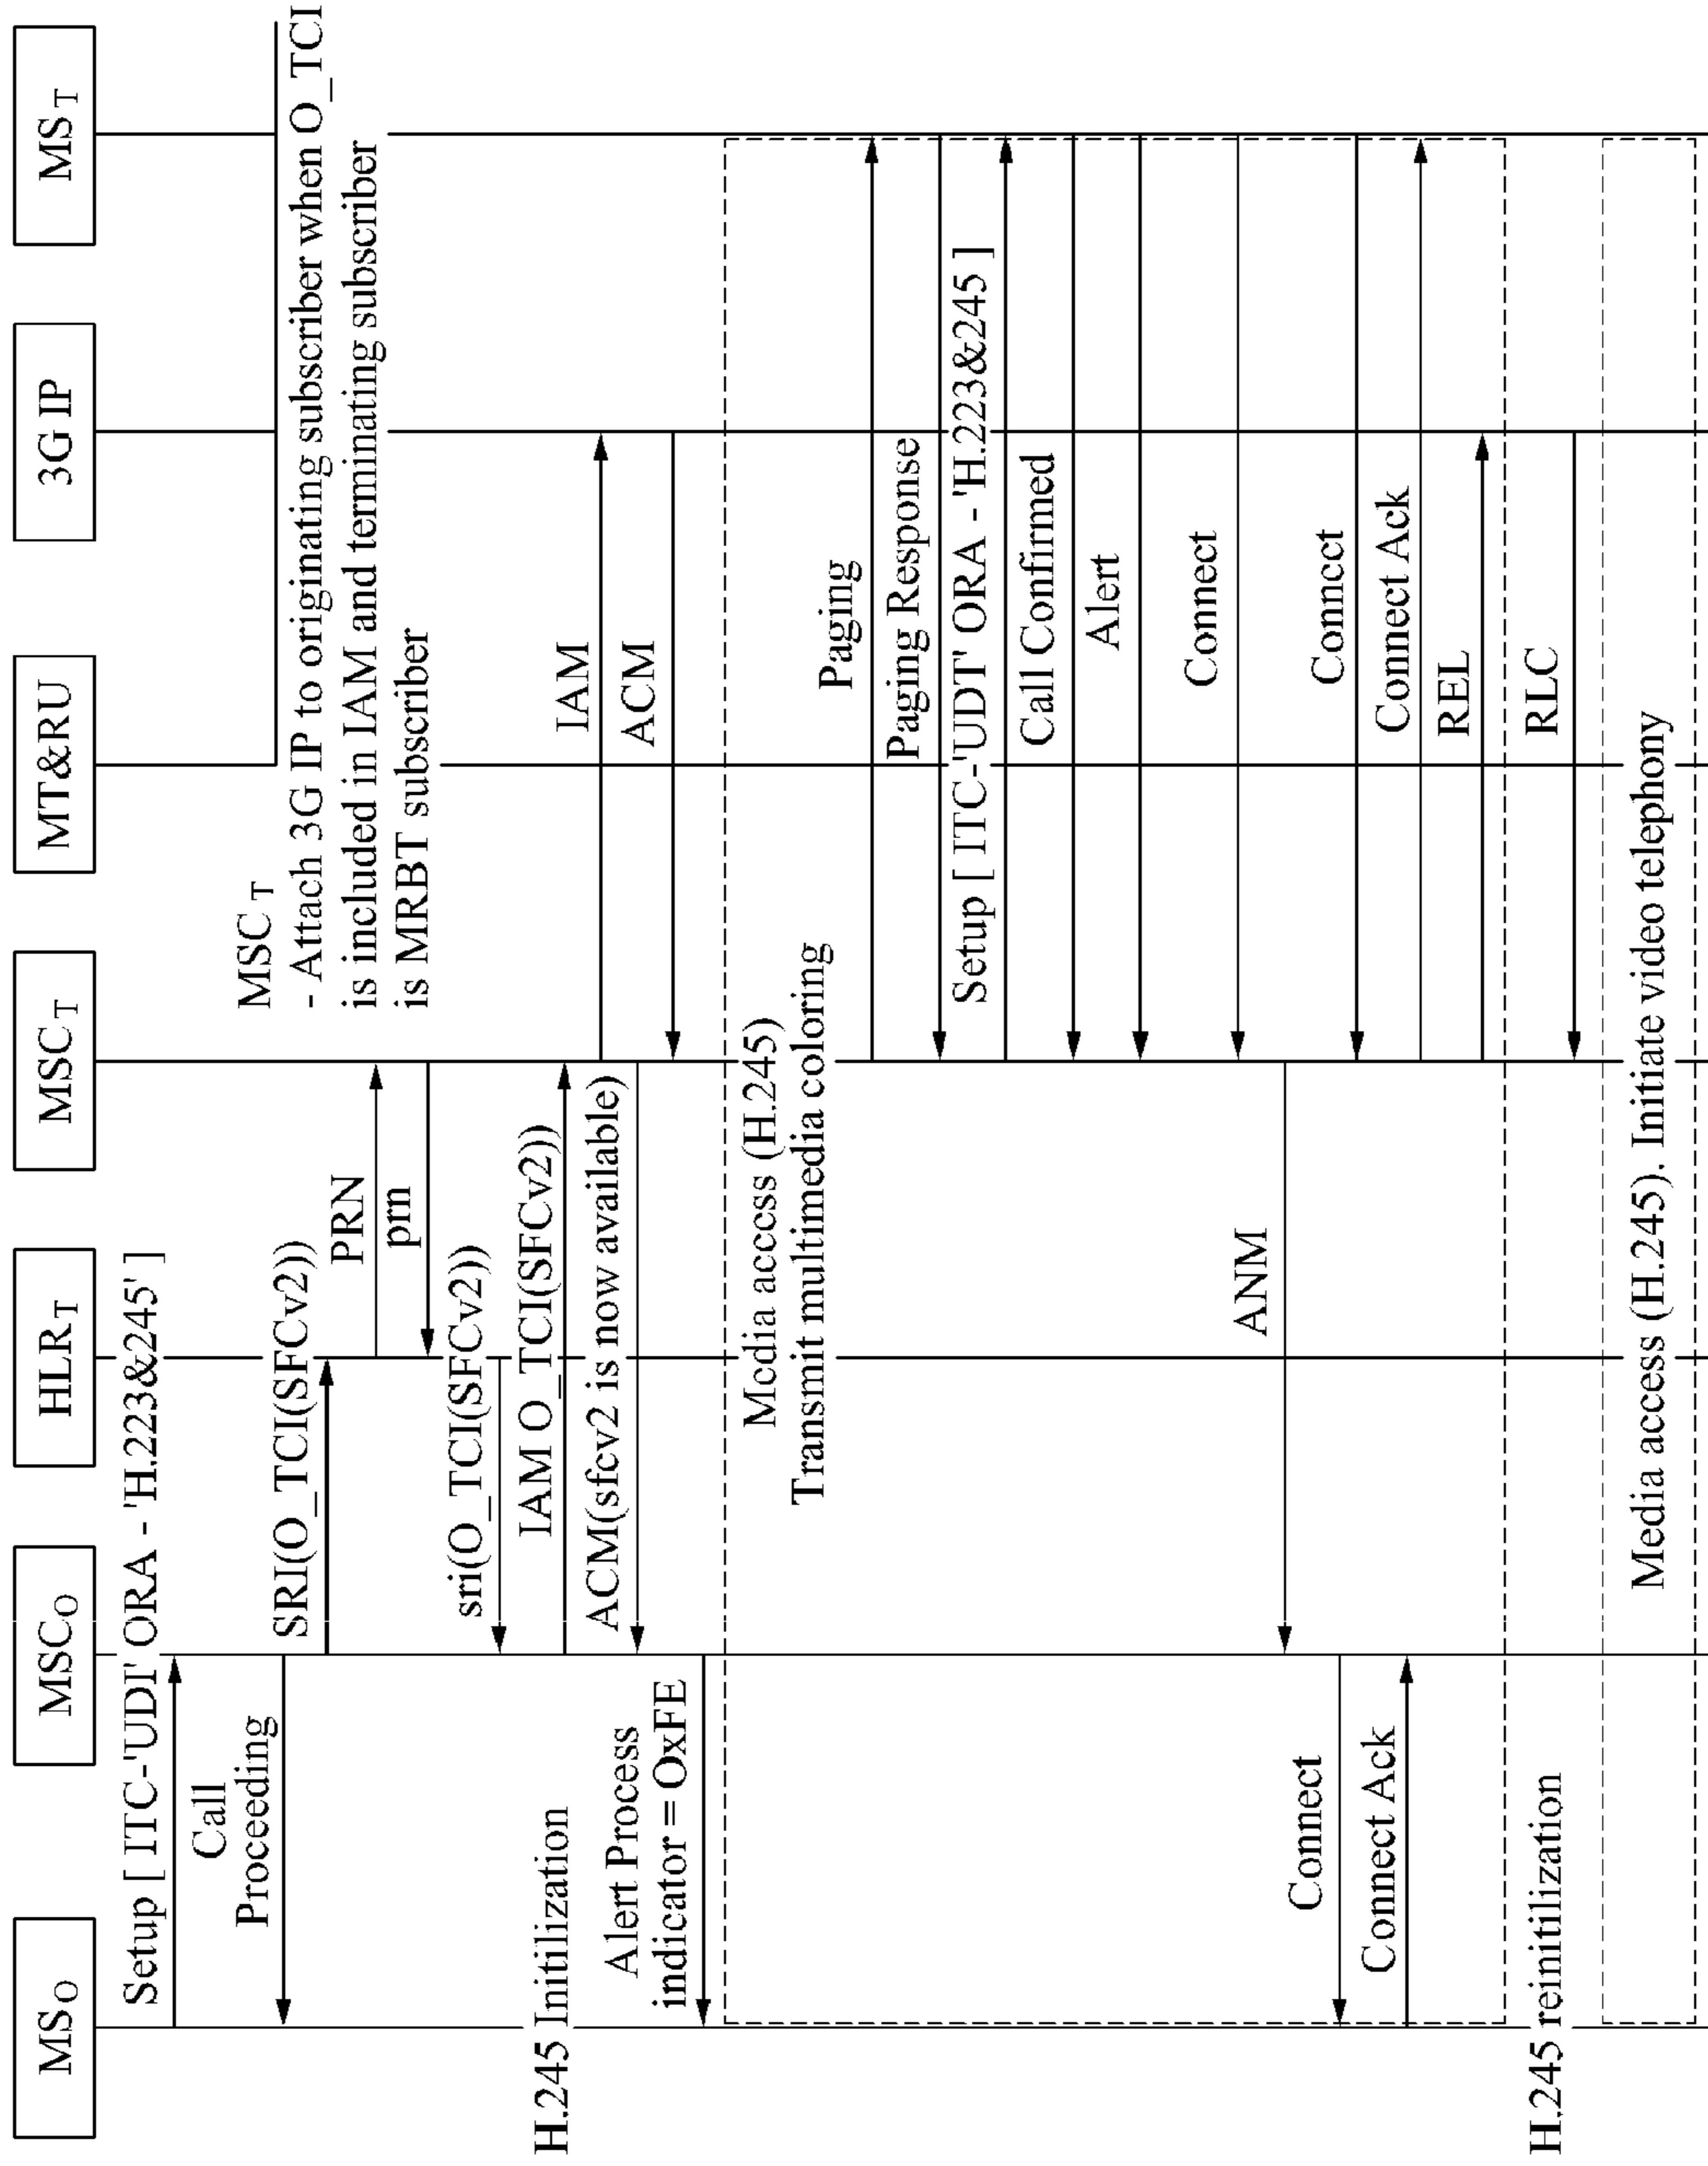 MSO
MSCO
HLRT
MSCT
MT&RU
3G IP
MST
Setup [ ITC-'UDI' ORA - 'H.223&245' ]
Call
Proceeding
MSCT
- Attach 3G IP to originating subscriber when O_TCI
is included in IAM and terminating subscriber
is MRBT subscriber
SRI(O_TCI(SFCv2))
PRN
prn
sri(O_TCI(SFCv2))
IAM O_TCI(SFCv2))
H.245 Initilization
IAM
ACM(sfcv2 is now available)
ACM
Alert Process
indicator = OxFE
Media access (H.245)
Transmit multimedia coloring
Paging
Paging Response
Setup [ ITC-'UDT' ORA - 'H.223&245 ]
Call Confirmed
Alert
Connect
ANM
Connect
Connect
Connect Ack
Connect Ack
REL
H.245 reinitilization
RLC
Media access (H.245). Initiate video telephony